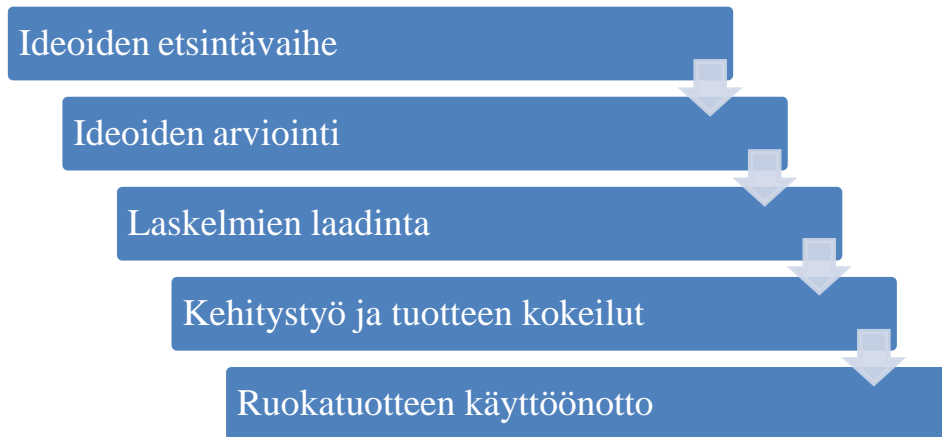 Ideoiden etsintävaihe
Ideoiden arviointi
Laskelmien laadinta
Kehitystyö ja tuotteen kokeilut
Ruokatuotteen käyttöönotto